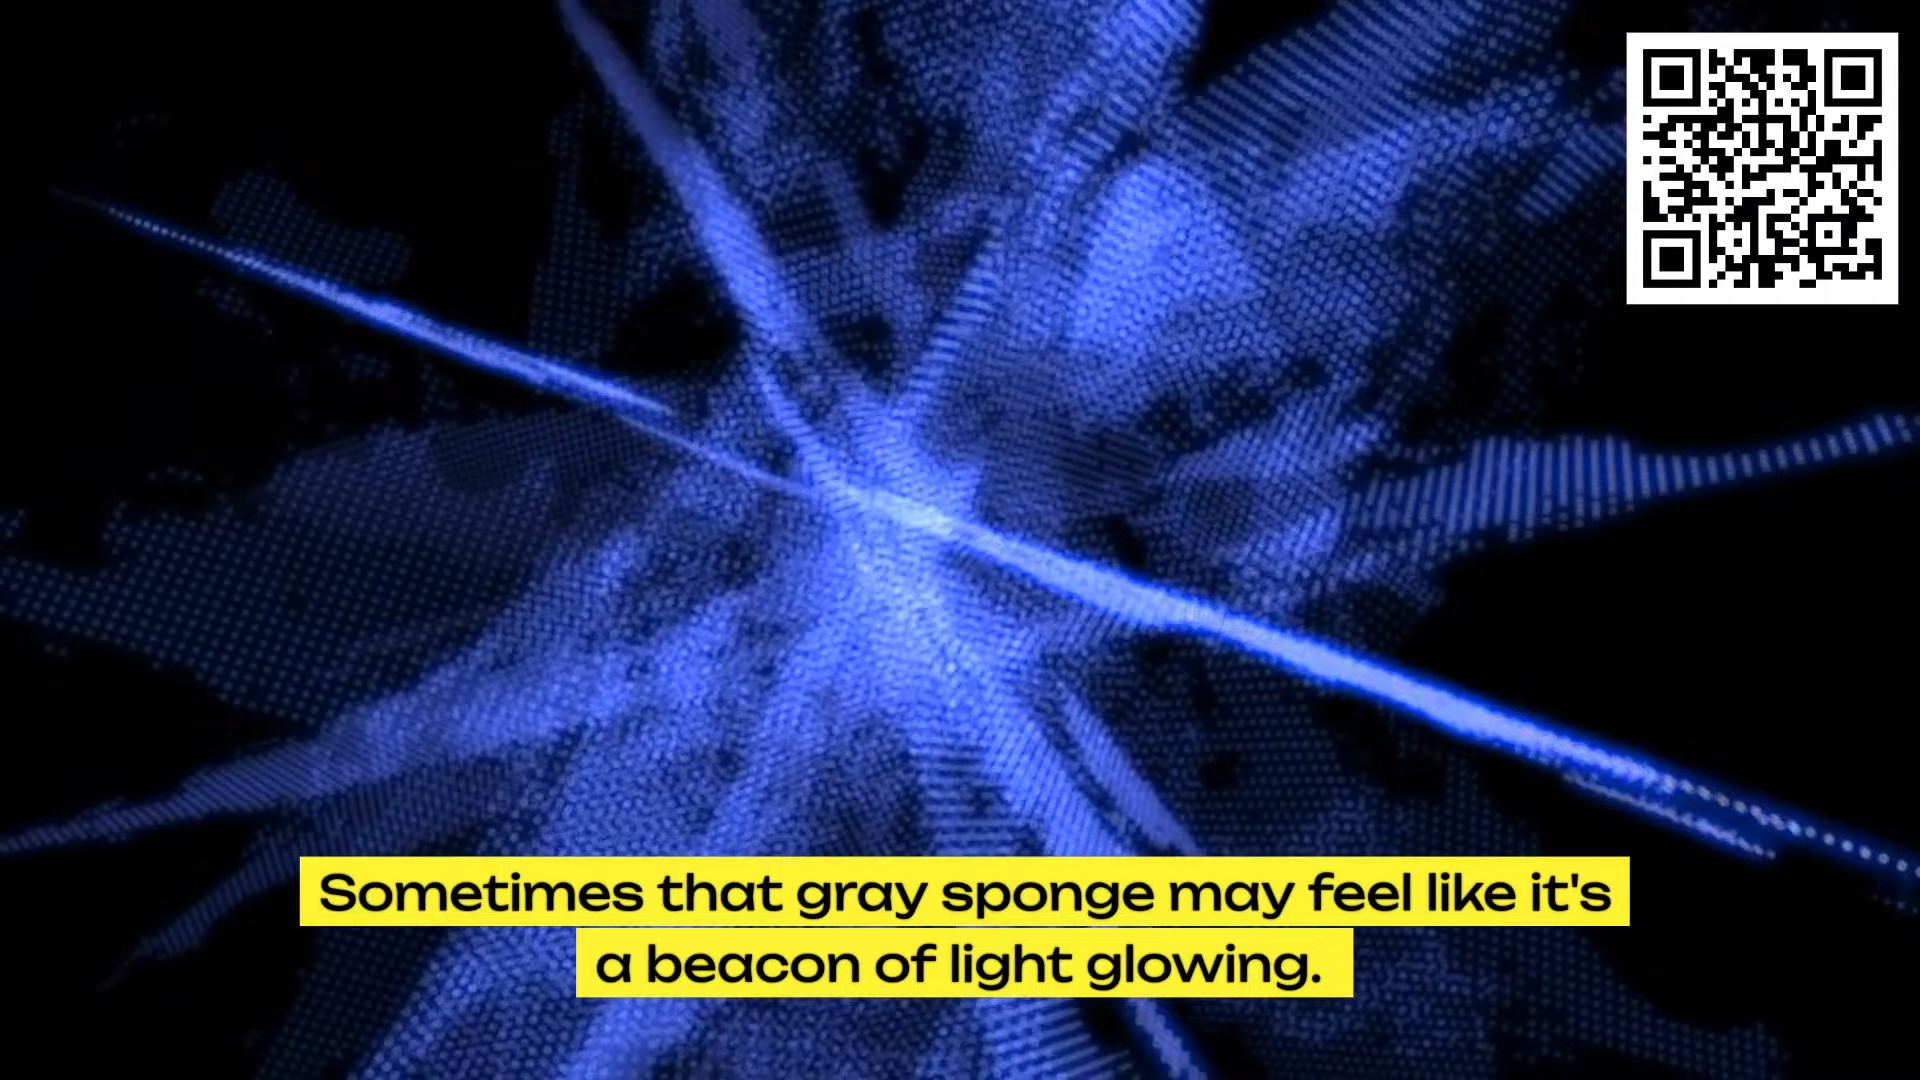 Sometimes that gray sponge may feel like it's
a beacon of light glowing.